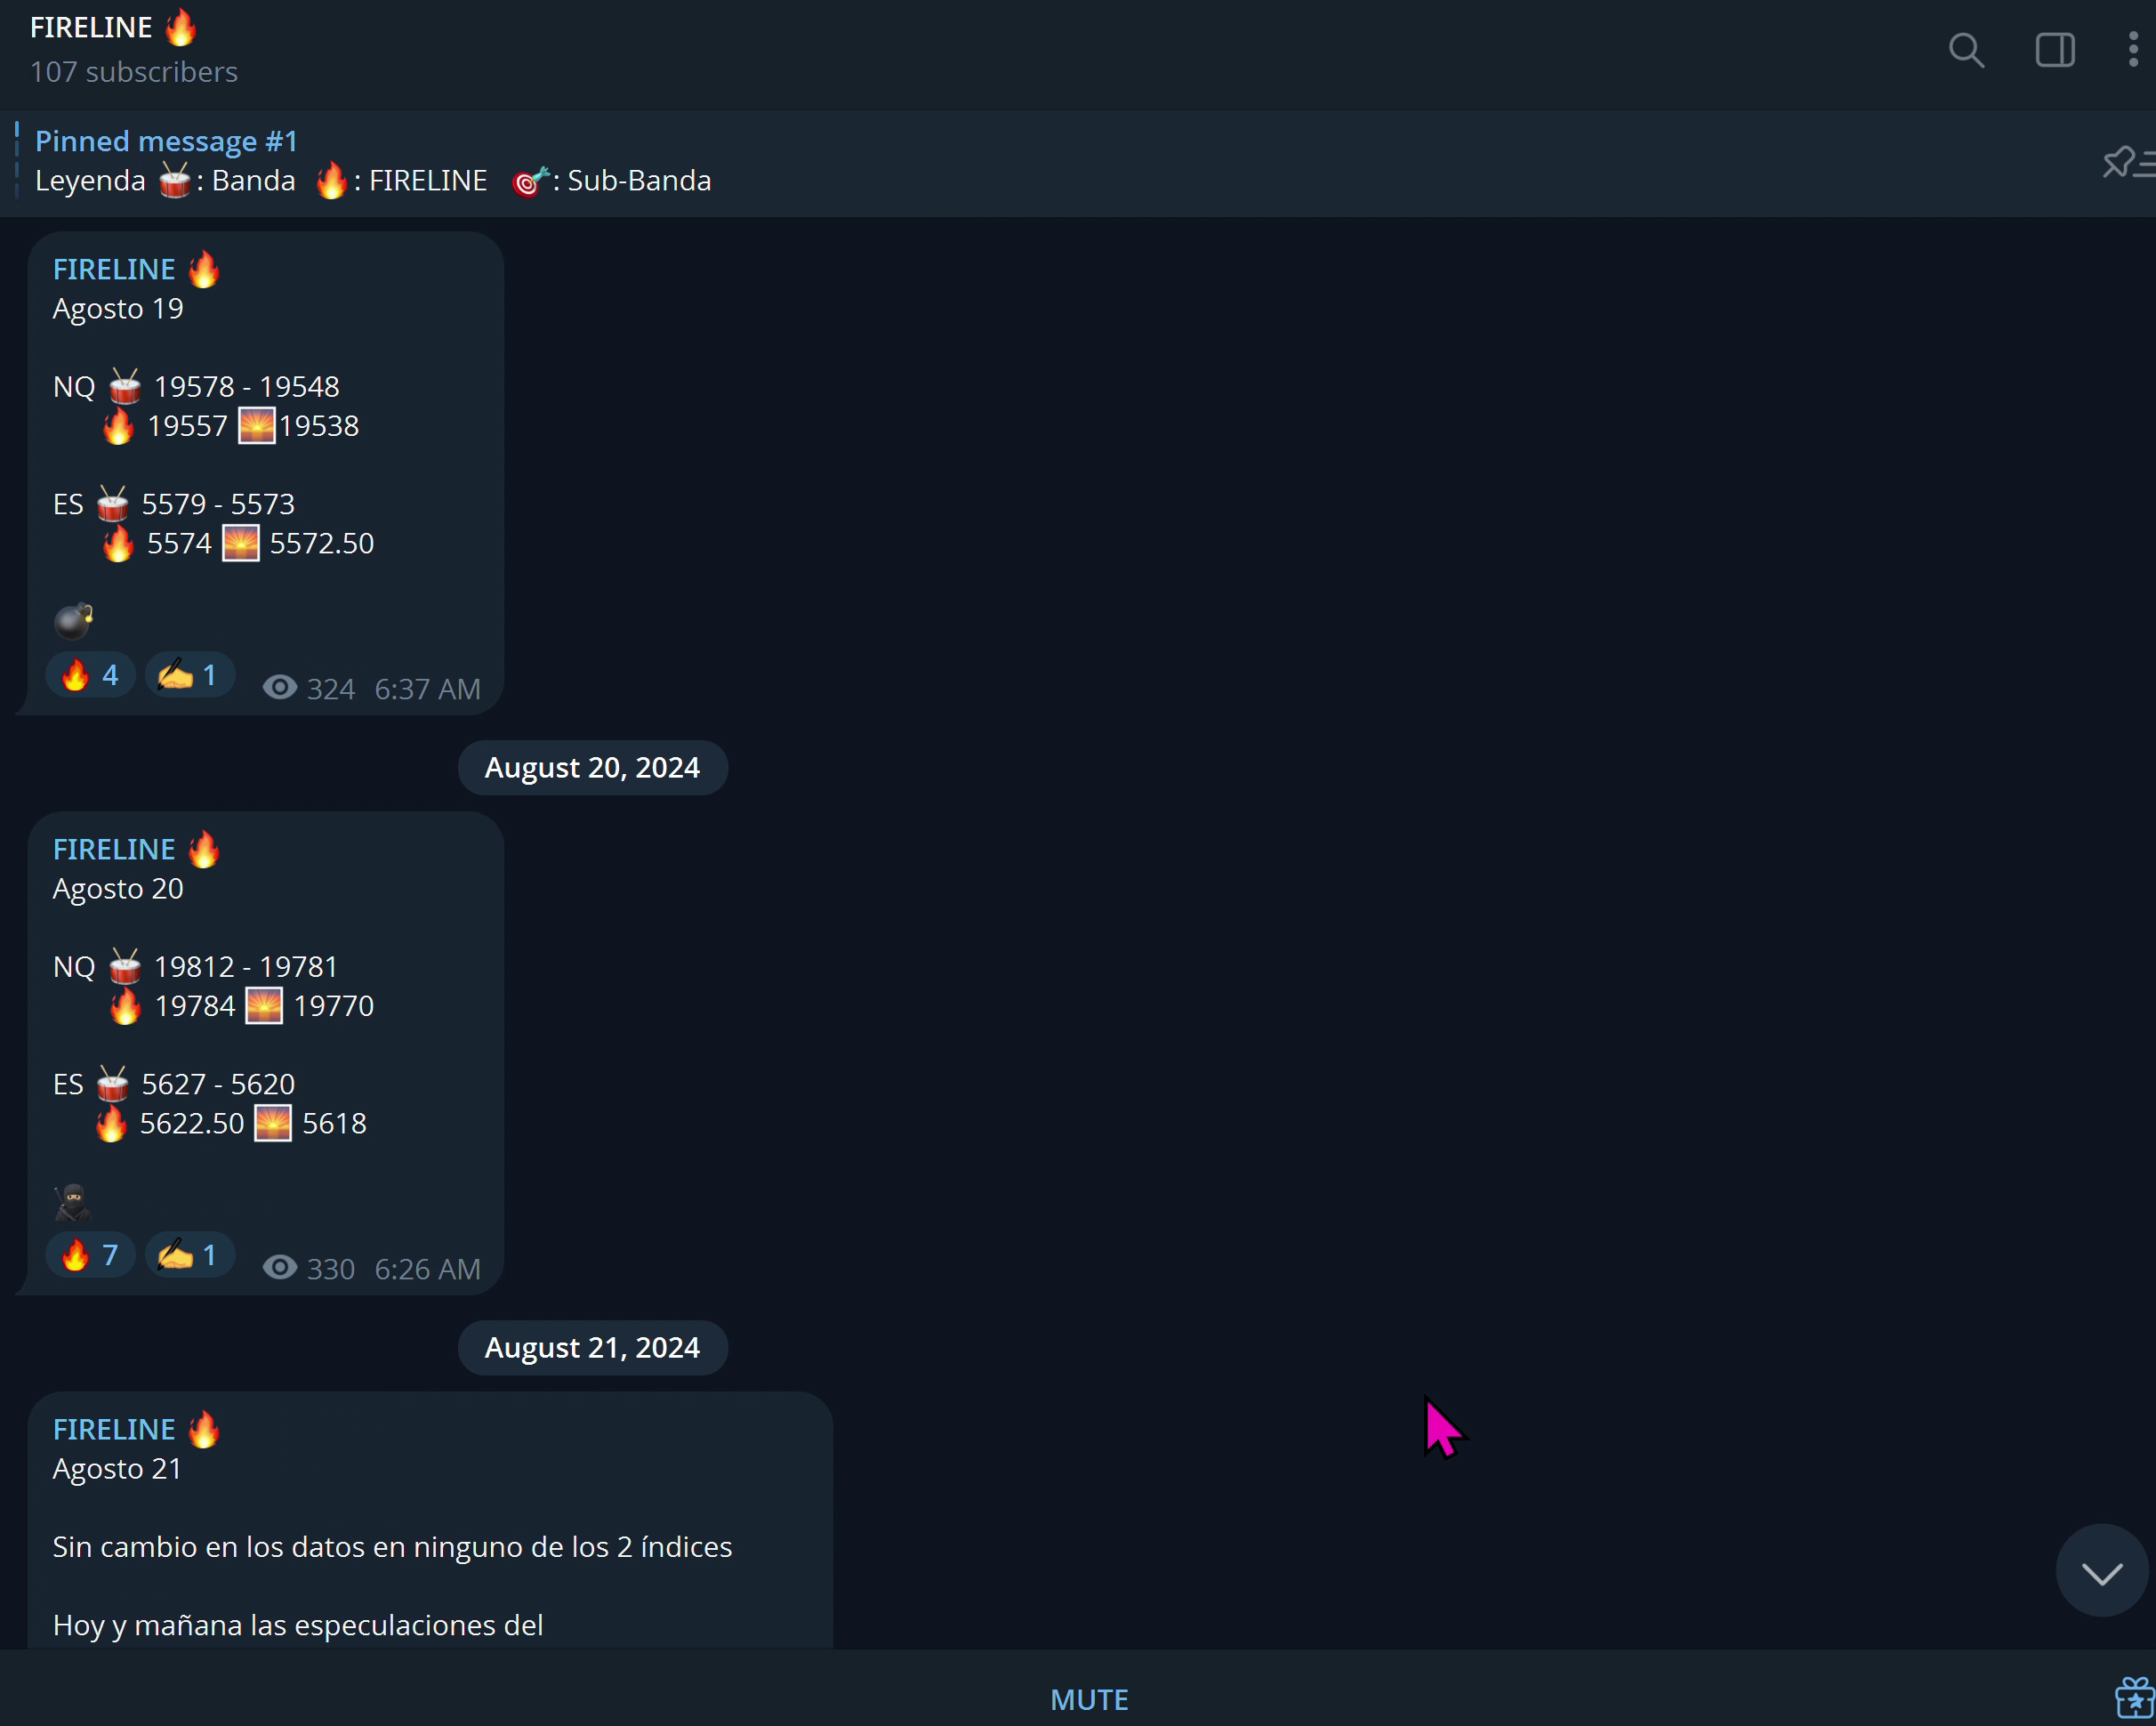 FIRELINE 🔥
107 subscribers
Pinned message #1
Leyenda 🥁: Banda 🔥: FIRELINE 🎯: Sub-Banda
FIRELINE 🔥
Agosto 19
NQ 🥁 19578 - 19548
🔥 19557 🌅19538
ES 🥁 5579 - 5573
🔥 5574 🌅 5572.50
💣
🔥 4 ✍️ 1 324 6:37 AM
August 20, 2024
FIRELINE 🔥
Agosto 20
NQ 🥁 19812 - 19781
🔥 19784 🌅 19770
ES 🥁 5627 - 5620
🔥 5622.50 🌅 5618
🥷
🔥 7 ✍️ 1 330 6:26 AM
August 21, 2024
FIRELINE 🔥
Agosto 21
Sin cambio en los datos en ninguno de los 2 índices
Hoy y mañana las especulaciones del
MUTE